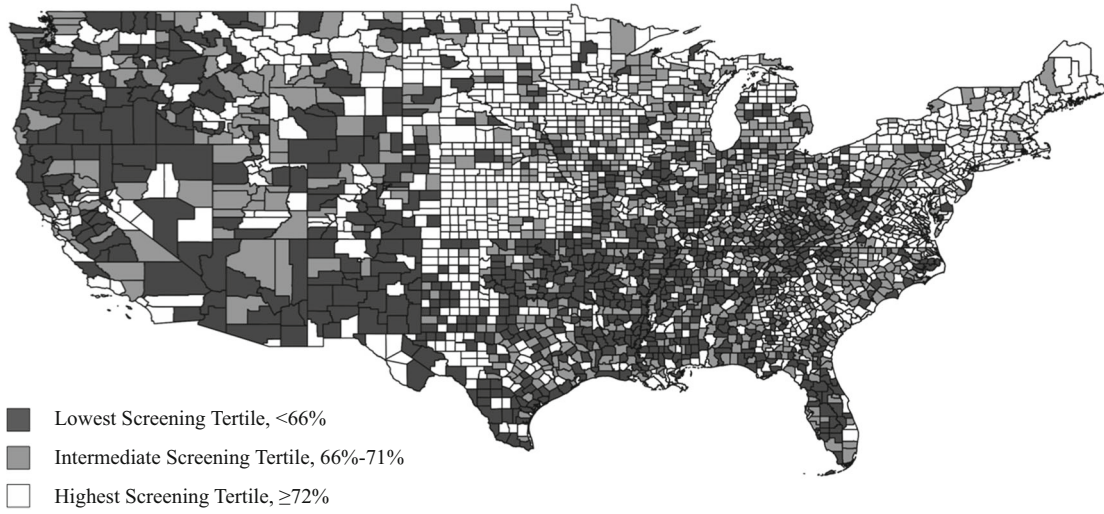 Lowest Screening Tertile, <66%
Intermediate Screening Tertile, 66%-71%
Highest Screening Tertile, ≥72%